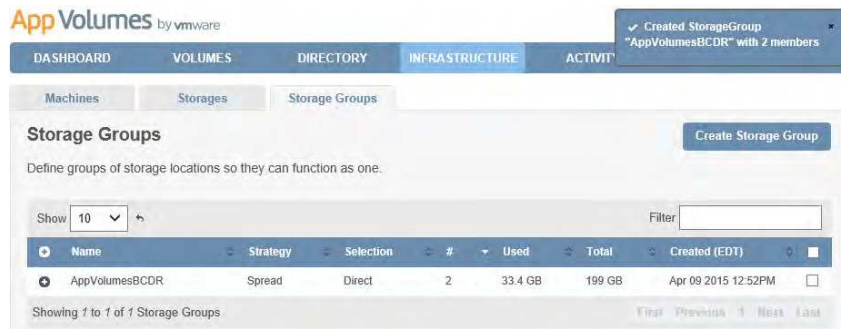 App Volumes by vmware
✓ Created StorageGroup
"AppVolumesBCDR" with 2 members
DASHBOARD VOLUMES DIRECTORY INFRASTRUCTURE ACTIVIT
Machines Storages Storage Groups
Storage Groups
Create Storage Group
Define groups of storage locations so they can function as one.
Show 10 Filter
Name Strategy Selection # Used Total Created (EDT)
AppVolumesBCDR Spread Direct 2 33.4 GB 199 GB Apr 09 2015 12:52PM
Showing 1 to 1 of 1 Storage Groups First Previous 1 Next Last